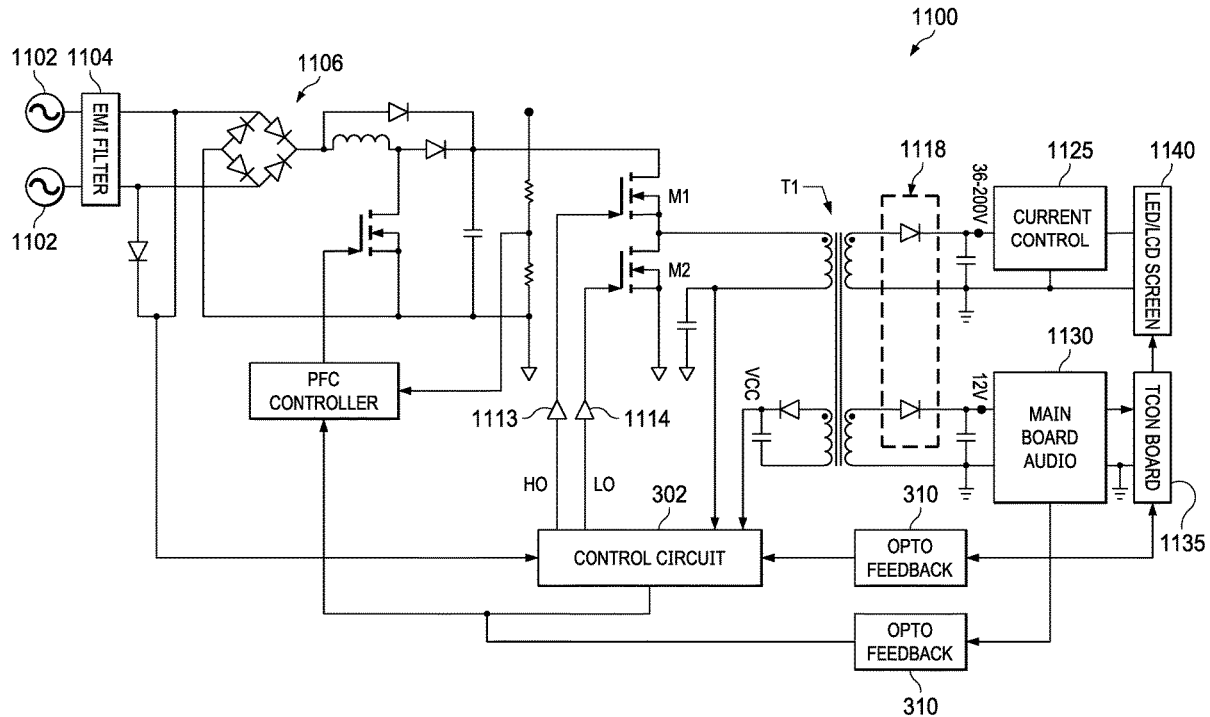 1100
1102
1104
1106
EMI FILTER
1102
M1
M2
T1
1118
36-200V
1125
CURRENT
CONTROL
1140
LED/LCD SCREEN
PFC
CONTROLLER
1113
1114
VCC
12V
1130
MAIN
BOARD
AUDIO
TCON BOARD
1135
HO
LO
302
CONTROL CIRCUIT
310
OPTO
FEEDBACK
OPTO
FEEDBACK
310